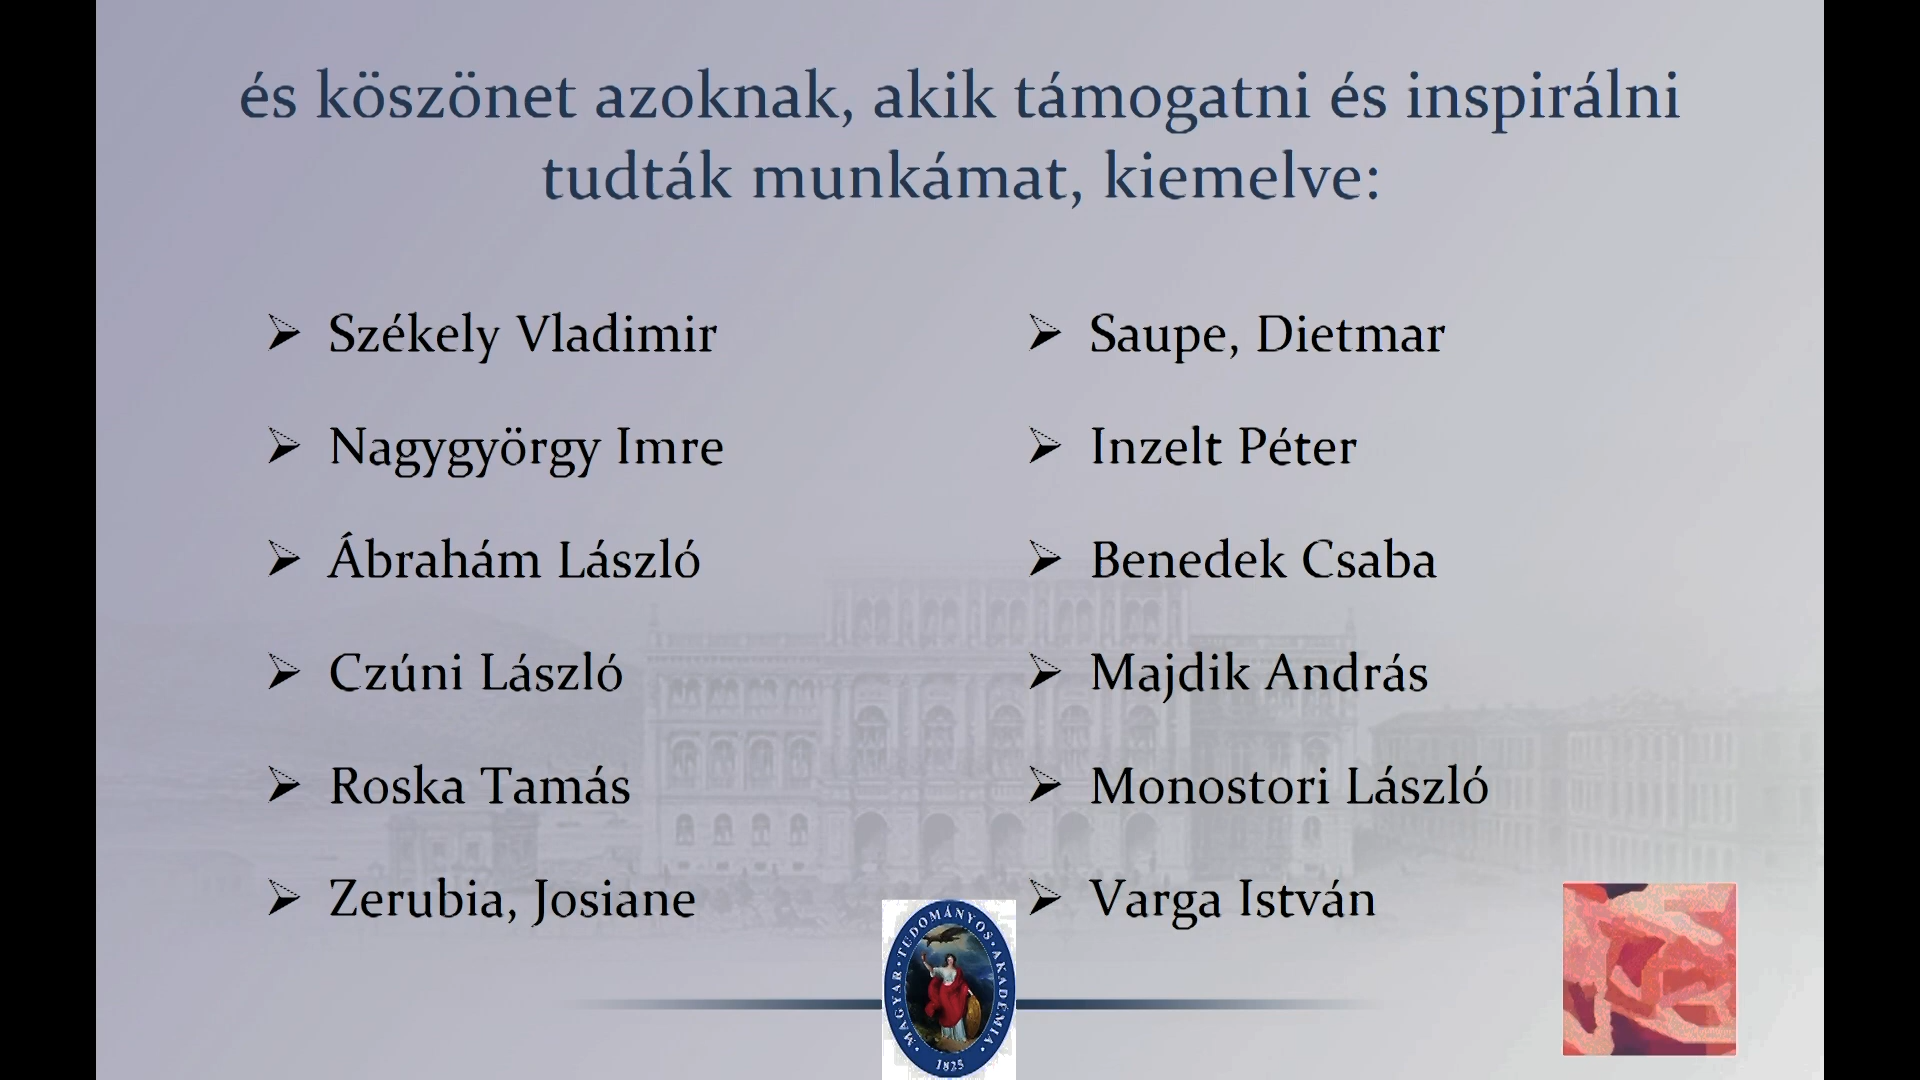 és köszönet azoknak, akik támogatni és inspirálni
tudták munkámat, kiemelve:
Székely Vladimir
Nagygyörgy Imre
Ábrahám László
Czúni László
Roska Tamás
Zerubia, Josiane
Saupe, Dietmar
Inzelt Péter
Benedek Csaba
Majdik András
Monostori László
Varga István
MAGYAR · TUDOMÁNYOS · AKADÉMIA ·
1825